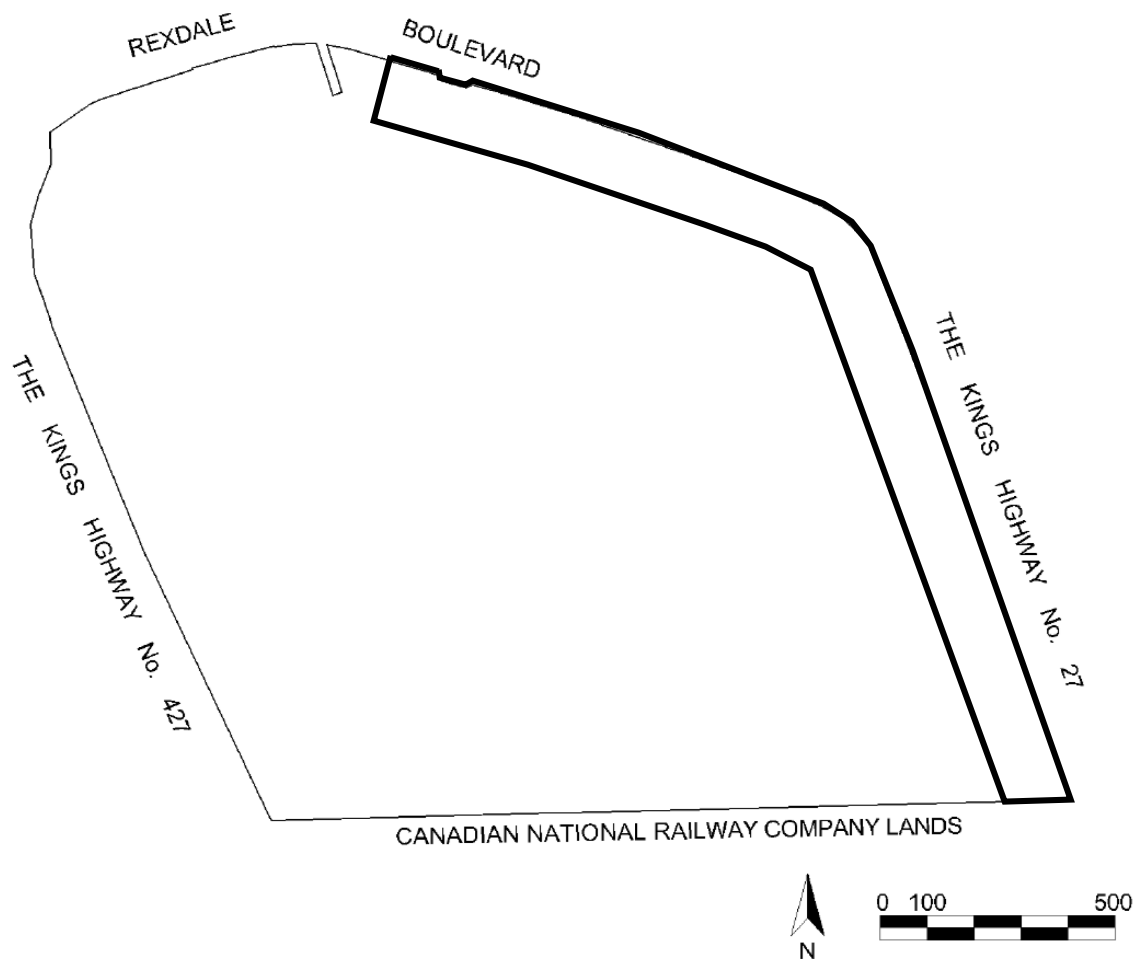 REXDALE BOULEVARD
THE KINGS HIGHWAY No. 427
THE KINGS HIGHWAY No. 27
CANADIAN NATIONAL RAILWAY COMPANY LANDS
0 100 500
N